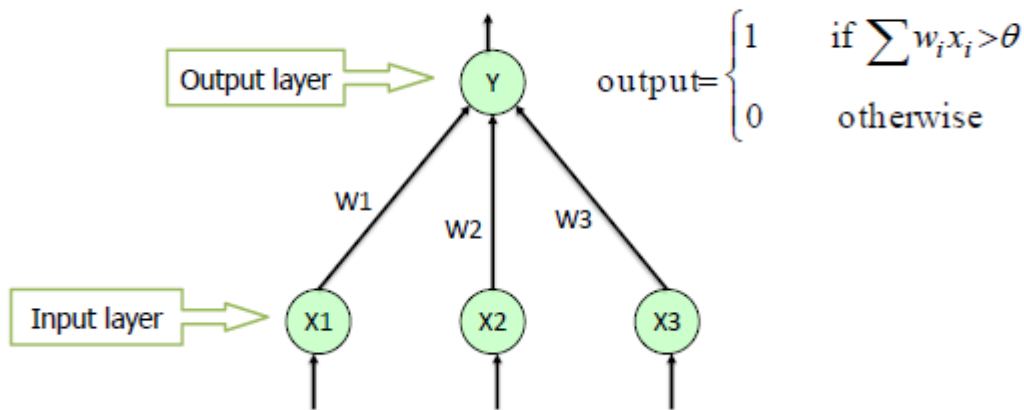 Output layer
Y
output= { 1 if ∑ wᵢxᵢ>θ
0 otherwise
W1
W2
W3
Input layer
X1
X2
X3